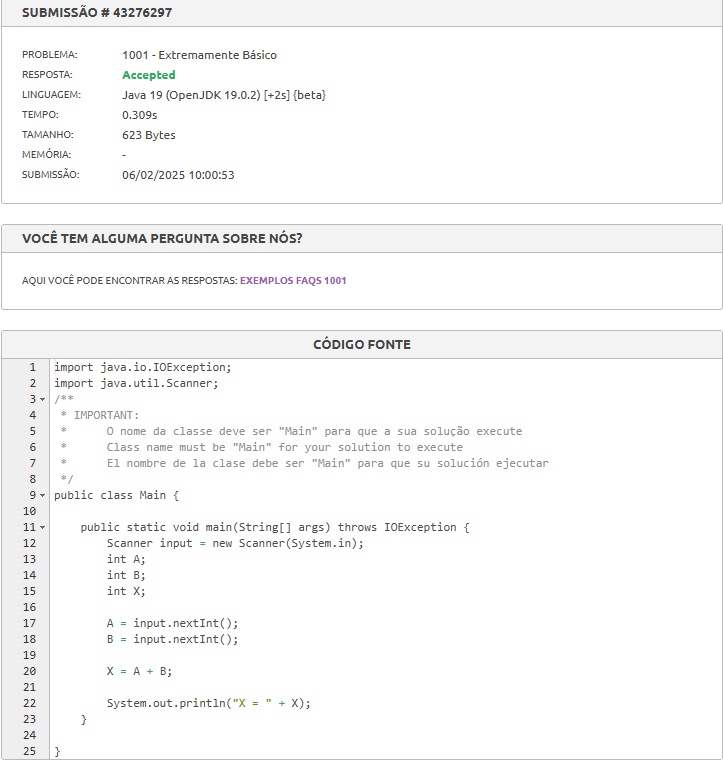 SUBMISSÃO # 43276297
PROBLEMA: 1001 - Extremamente Básico
RESPOSTA: Accepted
LINGUAGEM: Java 19 (OpenJDK 19.0.2) [+2s] {beta}
TEMPO: 0.309s
TAMANHO: 623 Bytes
MEMÓRIA: -
SUBMISSÃO: 06/02/2025 10:00:53
VOCÊ TEM ALGUMA PERGUNTA SOBRE NÓS?
AQUI VOCÊ PODE ENCONTRAR AS RESPOSTAS: EXEMPLOS FAQS 1001
CÓDIGO FONTE
1 import java.io.IOException;
2 import java.util.Scanner;
3 /**
4  * IMPORTANT:
5  *      O nome da classe deve ser "Main" para que a sua solução execute
6  *      Class name must be "Main" for your solution to execute
7  *      El nombre de la clase debe ser "Main" para que su solución ejecutar
8  */
9 public class Main {
10
11     public static void main(String[] args) throws IOException {
12         Scanner input = new Scanner(System.in);
13         int A;
14         int B;
15         int X;
16
17         A = input.nextInt();
18         B = input.nextInt();
19
20         X = A + B;
21
22         System.out.println("X = " + X);
23     }
24
25 }